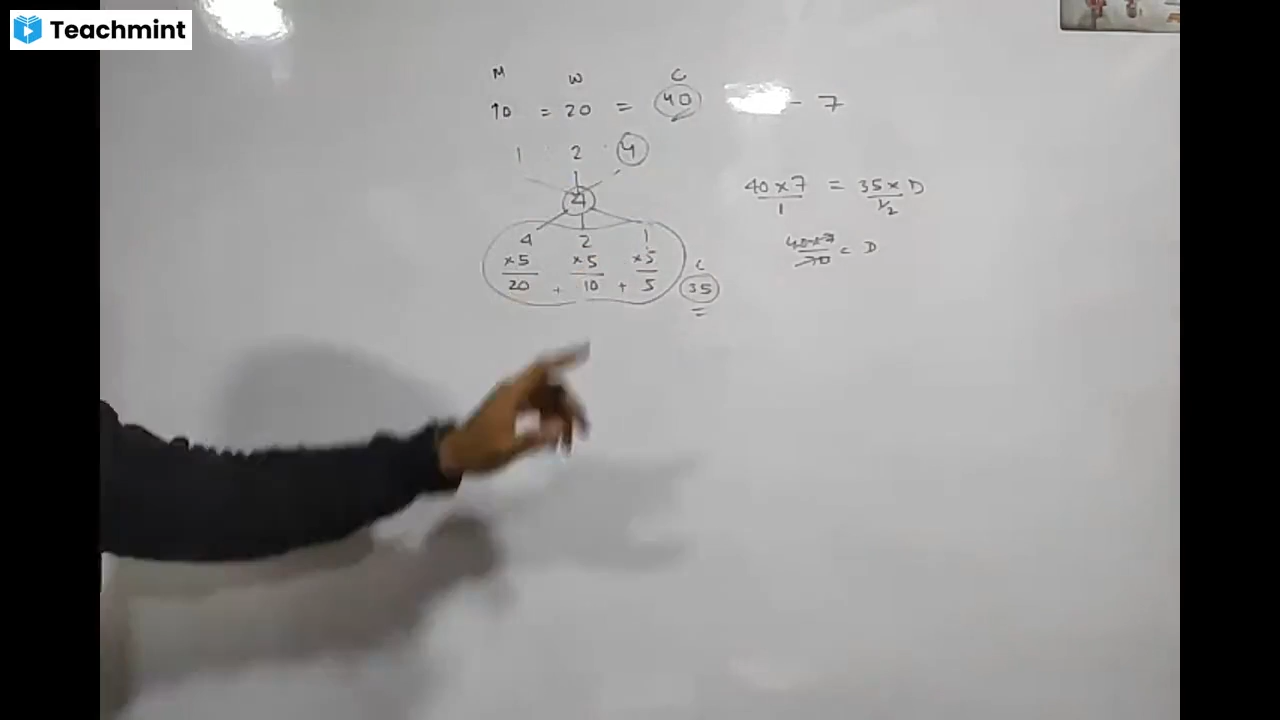 Teachmint
M W C
10 = 20 = 40 - 7
1 : 2 : 4
4
4 2 1
×5 ×5 ×5
20 + 10 + 5
C
35
40×7/1 = 35×D/½
40×7/70 = D